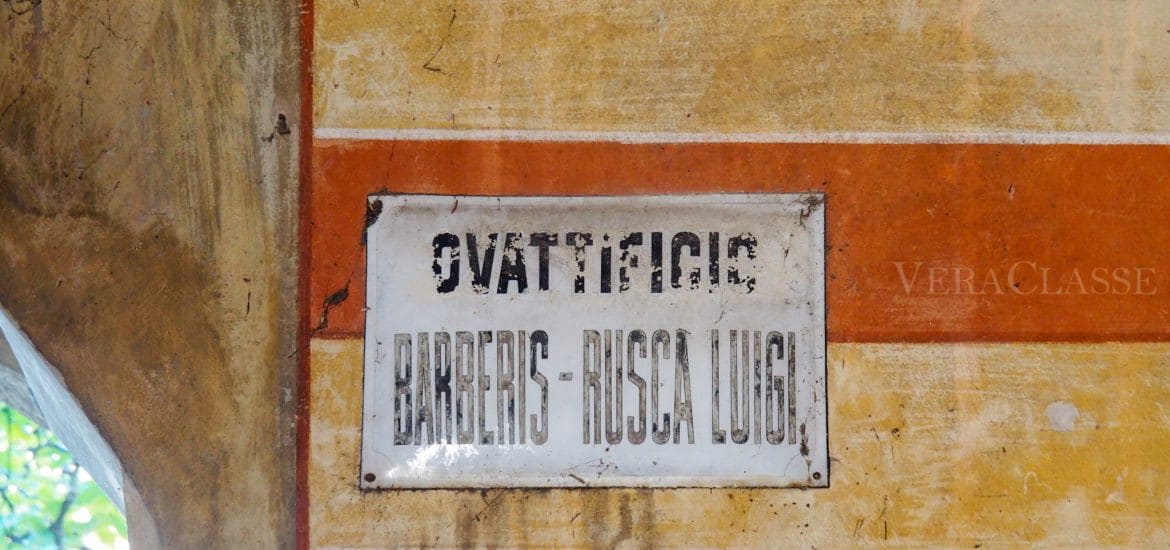 OVATTiFICIO
BARBERIS - RUSCA LUIGI
VERACLASSE